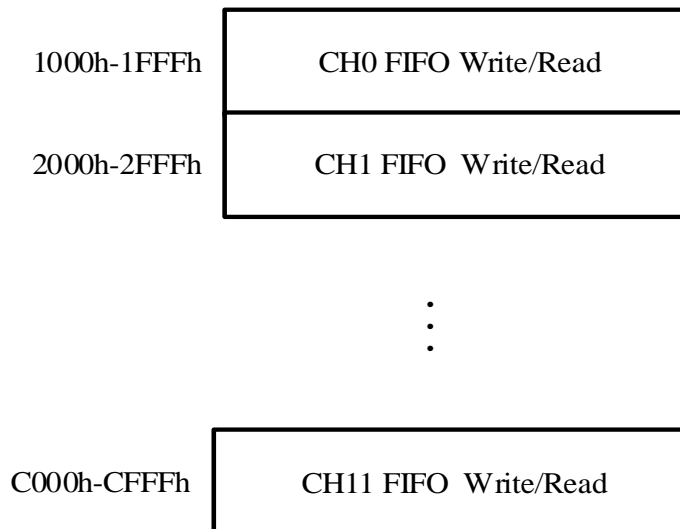 1000h-1FFFh CH0 FIFO Write/Read
2000h-2FFFh CH1 FIFO Write/Read
C000h-CFFFh CH11 FIFO Write/Read